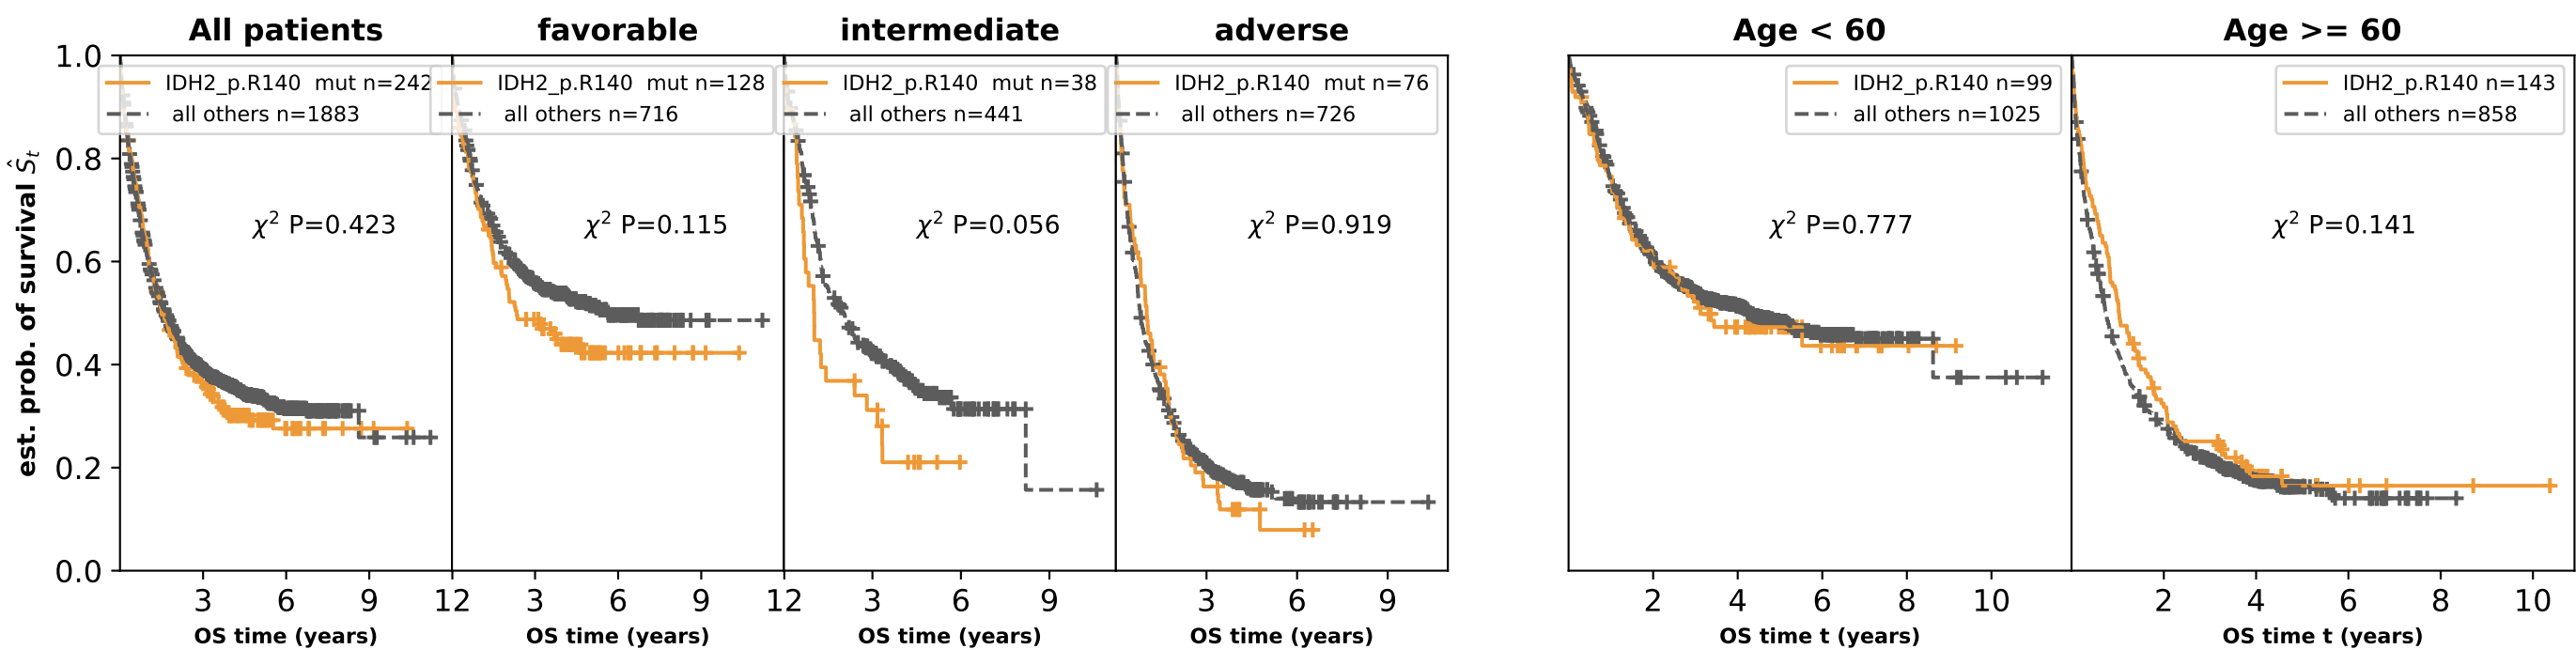 All patients
favorable
intermediate
adverse
Age < 60
Age >= 60
est. prob. of survival Ŝt
1.0
0.8
0.6
0.4
0.2
0.0
IDH2_p.R140  mut n=242
all others n=1883
χ² P=0.423
3 6 9 12
OS time (years)
IDH2_p.R140  mut n=128
all others n=716
χ² P=0.115
3 6 9 12
OS time (years)
IDH2_p.R140  mut n=38
all others n=441
χ² P=0.056
3 6 9
OS time (years)
IDH2_p.R140  mut n=76
all others n=726
χ² P=0.919
3 6 9
OS time (years)
IDH2_p.R140 n=99
all others n=1025
χ² P=0.777
2 4 6 8 10
OS time t (years)
IDH2_p.R140 n=143
all others n=858
χ² P=0.141
2 4 6 8 10
OS time t (years)